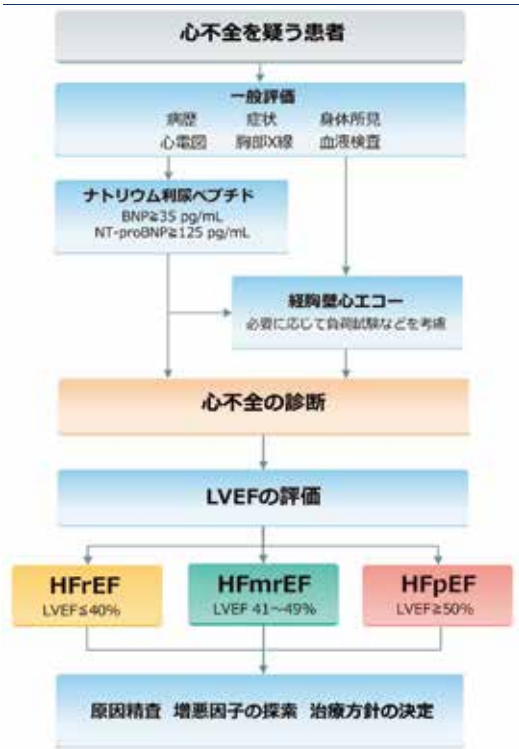 心不全を疑う患者
一般評価
病歴 症状 身体所見
心電図 胸部X線 血液検査
ナトリウム利尿ペプチド
BNP≧35 pg/mL
NT-proBNP≧125 pg/mL
経胸壁心エコー
必要に応じて負荷試験などを考慮
心不全の診断
LVEFの評価
HFrEF
LVEF≦40%
HFmrEF
LVEF 41～49%
HFpEF
LVEF≧50%
原因精査 増悪因子の探索 治療方針の決定